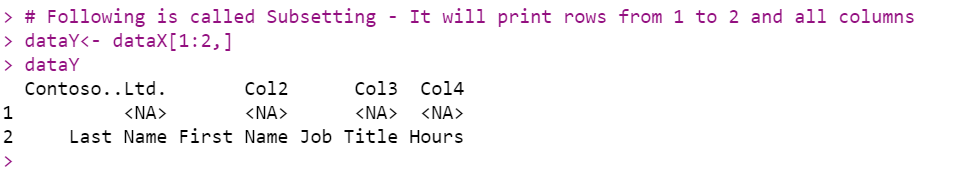 > # Following is called Subsetting - It will print rows from 1 to 2 and all columns
> dataY<- dataX[1:2,]
> dataY
  Contoso..Ltd.       Col2      Col3  Col4
1          <NA>       <NA>      <NA>  <NA>
2     Last Name First Name Job Title Hours
>